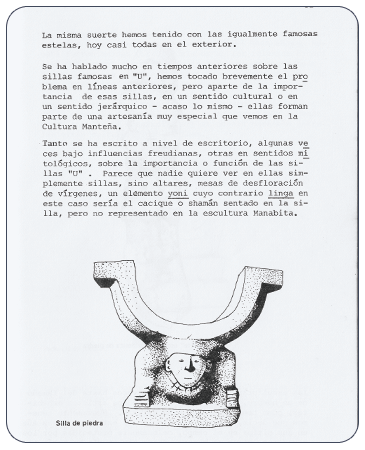 La misma suerte hemos tenido con las igualmente famosas
estelas, hoy casi todas en el exterior.
Se ha hablado mucho en tiempos anteriores sobre las
sillas famosas en "U", hemos tocado brevemente el pro
blema en líneas anteriores, pero aparte de la impor-
tancia de esas sillas, en un sentido cultural o en
un sentido jerárquico - acaso lo mismo - ellas forman
parte de una artesanía muy especial que vemos en la
Cultura Manteña.
Tanto se ha escrito a nivel de escritorio, algunas ve
ces bajo influencias freudianas, otras en sentidos mi
tológicos, sobre la importancia o función de las si-
llas "U" . Parece que nadie quiere ver en ellas sim-
plemente sillas, sino altares, mesas de desfloración
de vírgenes, un elemento yoni cuyo contrario linga en
este caso sería el cacique o shamán sentado en la si-
lla, pero no representado en la escultura Manabita.
Silla de piedra